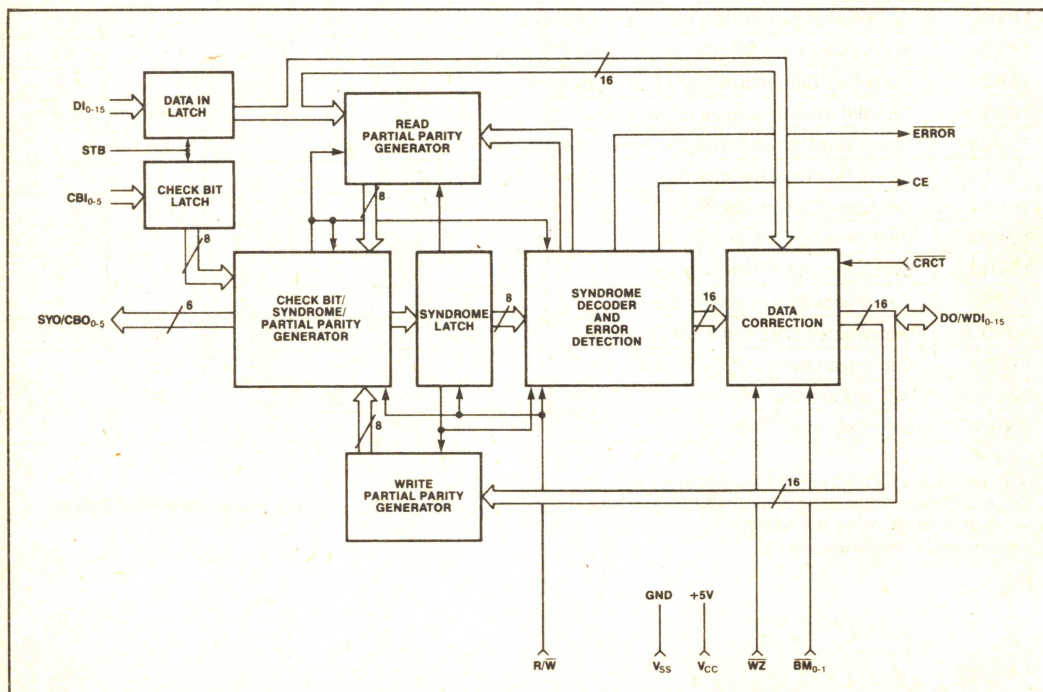 16
DI0-15
DATA IN
LATCH
STB
CBI0-5
CHECK BIT
LATCH
8
READ
PARTIAL PARITY
GENERATOR
8
ERROR
CE
CRCT
SYO/CBO0-5
6
CHECK BIT/
SYNDROME/
PARTIAL PARITY
GENERATOR
SYNDROME
LATCH
8
SYNDROME
DECODER
AND
ERROR
DETECTION
16
DATA
CORRECTION
16
DO/WDI0-15
8
WRITE
PARTIAL PARITY
GENERATOR
16
GND
+5V
R/W̅
VSS
VCC
W̅Z̅
B̅M̅0-1